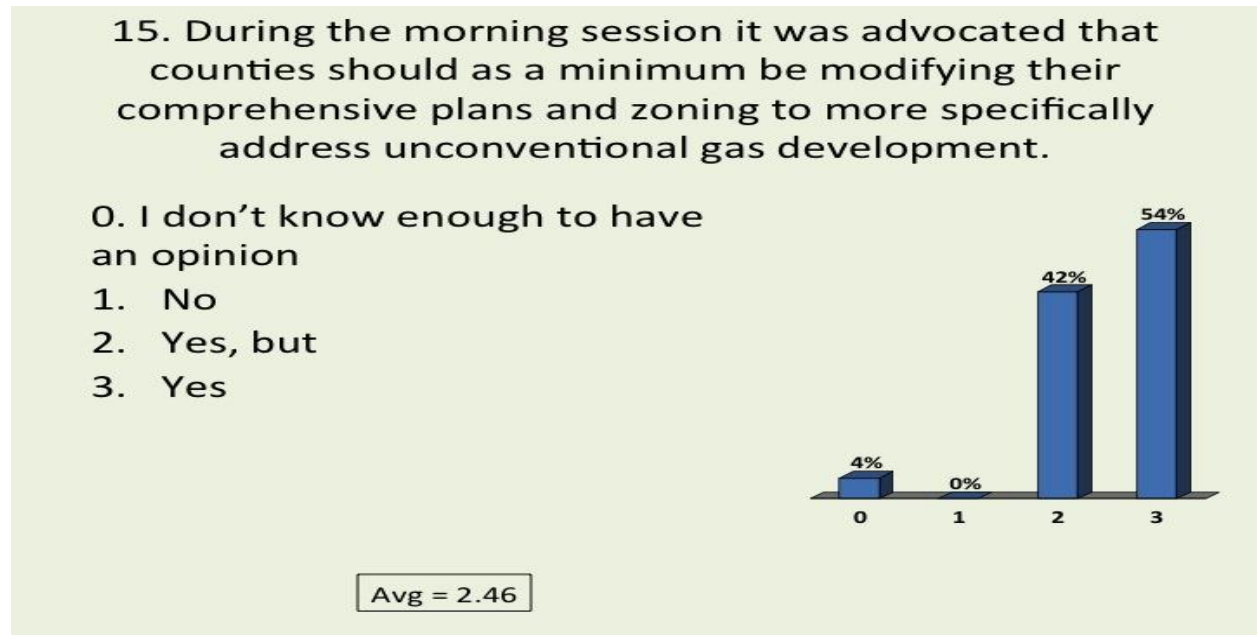 15. During the morning session it was advocated that
counties should as a minimum be modifying their
comprehensive plans and zoning to more specifically
address unconventional gas development.
0. I don’t know enough to have
an opinion
1. No
2. Yes, but
3. Yes
54%
42%
4%
0%
0 1 2 3
Avg = 2.46